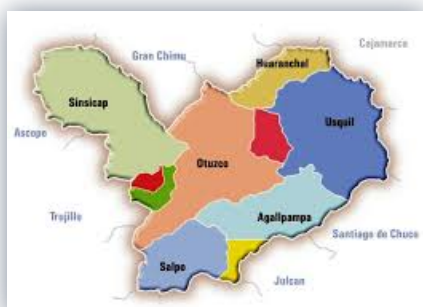 Cajamarca
Gran Chimu
Huaranchal
Sinsicap
Usquil
Ascope
Otuzco
Trujillo
Agallpampa
Santiago de Chuco
Salpo
Julcan